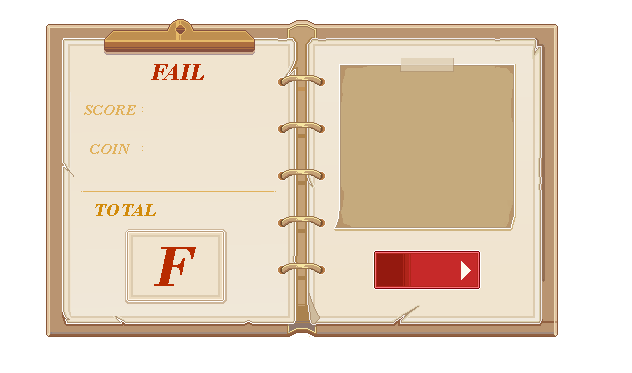 FAIL
SCORE :
COIN :
TOTAL
F